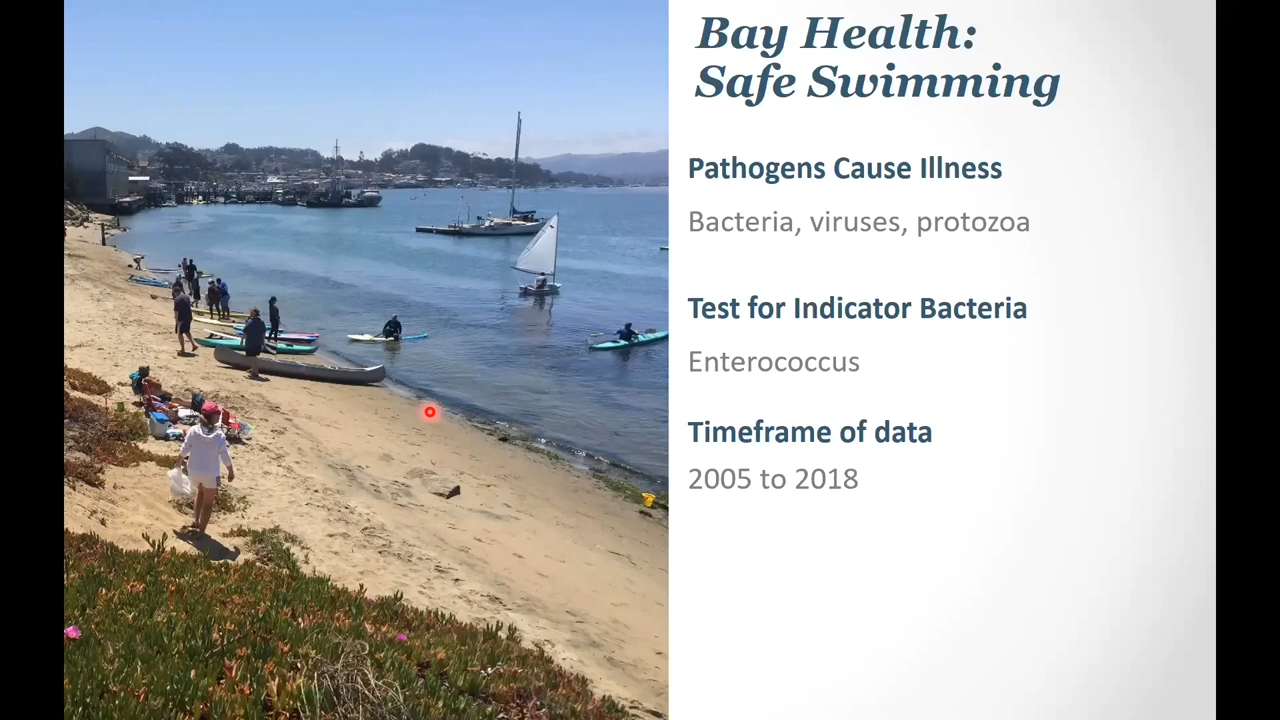 Bay Health:
Safe Swimming
Pathogens Cause Illness
Bacteria, viruses, protozoa
Test for Indicator Bacteria
Enterococcus
Timeframe of data
2005 to 2018